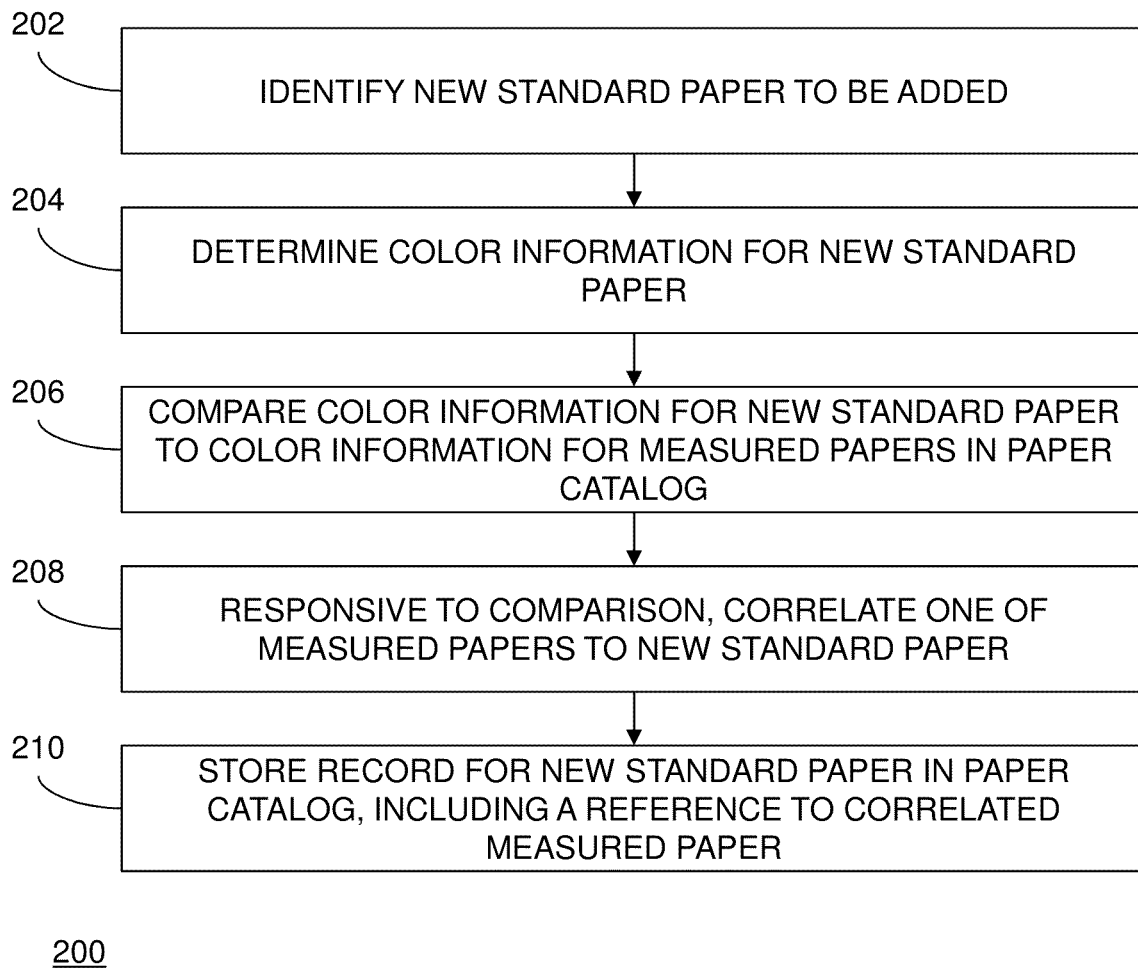 202
IDENTIFY NEW STANDARD PAPER TO BE ADDED
204
DETERMINE COLOR INFORMATION FOR NEW STANDARD
PAPER
206
COMPARE COLOR INFORMATION FOR NEW STANDARD PAPER
TO COLOR INFORMATION FOR MEASURED PAPERS IN PAPER
CATALOG
208
RESPONSIVE TO COMPARISON, CORRELATE ONE OF
MEASURED PAPERS TO NEW STANDARD PAPER
210
STORE RECORD FOR NEW STANDARD PAPER IN PAPER
CATALOG, INCLUDING A REFERENCE TO CORRELATED
MEASURED PAPER
200